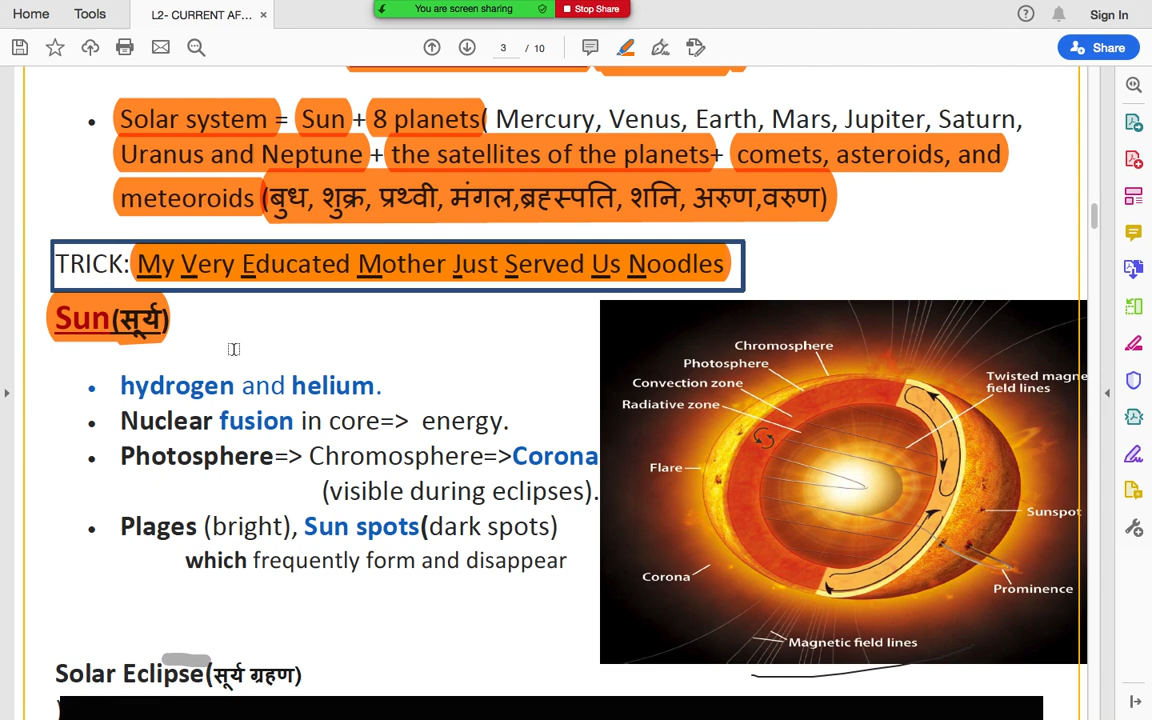 Home Tools L2- CURRENT AF... × You are screen sharing Stop Share Sign In
3 / 10 Share
• Solar system = Sun+8 planets( Mercury, Venus, Earth, Mars, Jupiter, Saturn,
Uranus and Neptune +the satellites of the planets+ comets, asteroids, and
meteoroids (बुध, शुक्र, प्रथ्वी, मंगल,ब्रहस्पति, शनि, अरुण,वरुण)
TRICK: My Very Educated Mother Just Served Us Noodles
Sun(सूर्य)
• hydrogen and helium.
• Nuclear fusion in core=> energy.
• Photosphere=> Chromosphere=>Corona
(visible during eclipses).
• Plages (bright), Sun spots(dark spots)
which frequently form and disappear
Chromosphere
Photosphere
Convection zone
Radiative zone
Twisted magne
field lines
Flare
Sunspot
Corona
Prominence
Magnetic field lines
Solar Eclipse(सूर्य ग्रहण)
)